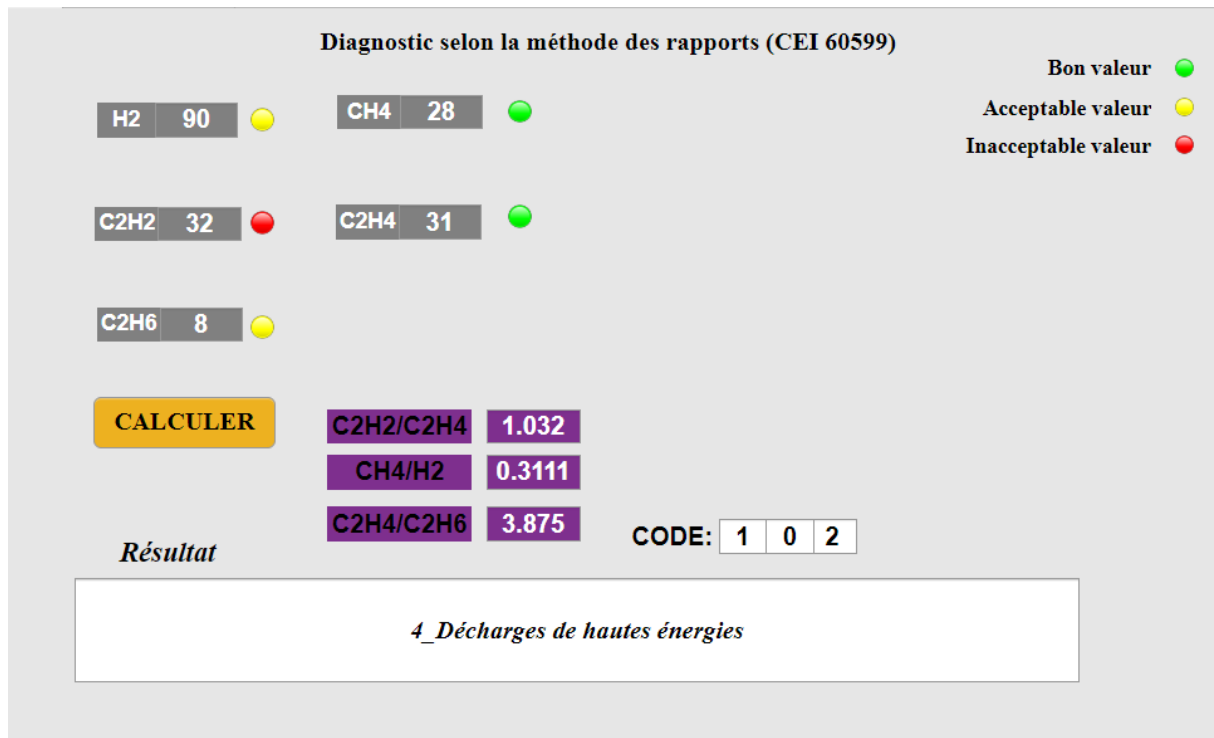 Diagnostic selon la méthode des rapports (CEI 60599)
Bon valeur
Acceptable valeur
Inacceptable valeur
H2 90
CH4 28
C2H2 32
C2H4 31
C2H6 8
CALCULER
C2H2/C2H4 1.032
CH4/H2 0.3111
C2H4/C2H6 3.875
CODE: 1 0 2
Résultat
4_Décharges de hautes énergies